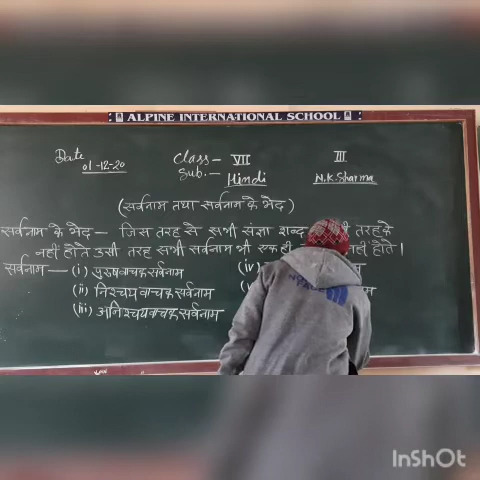 ALPINE INTERNATIONAL SCHOOL
Date 01-12-20 Class- VII III
Sub.- Hindi N.K.Sharma
(सर्वनाम तथा सर्वनाम के भेद)
सर्वनाम के भेद- जिस तरह से सभी संज्ञा शब्द तरह के
नहीं होते उसी तरह सभी सर्वनाम भी एक ही नहीं होते।
सर्वनाम - (i) पुरुषवाचक सर्वनाम (iv)
(ii) निश्चयवाचक सर्वनाम
(iii) अनिश्चयवाचक सर्वनाम
InShOt